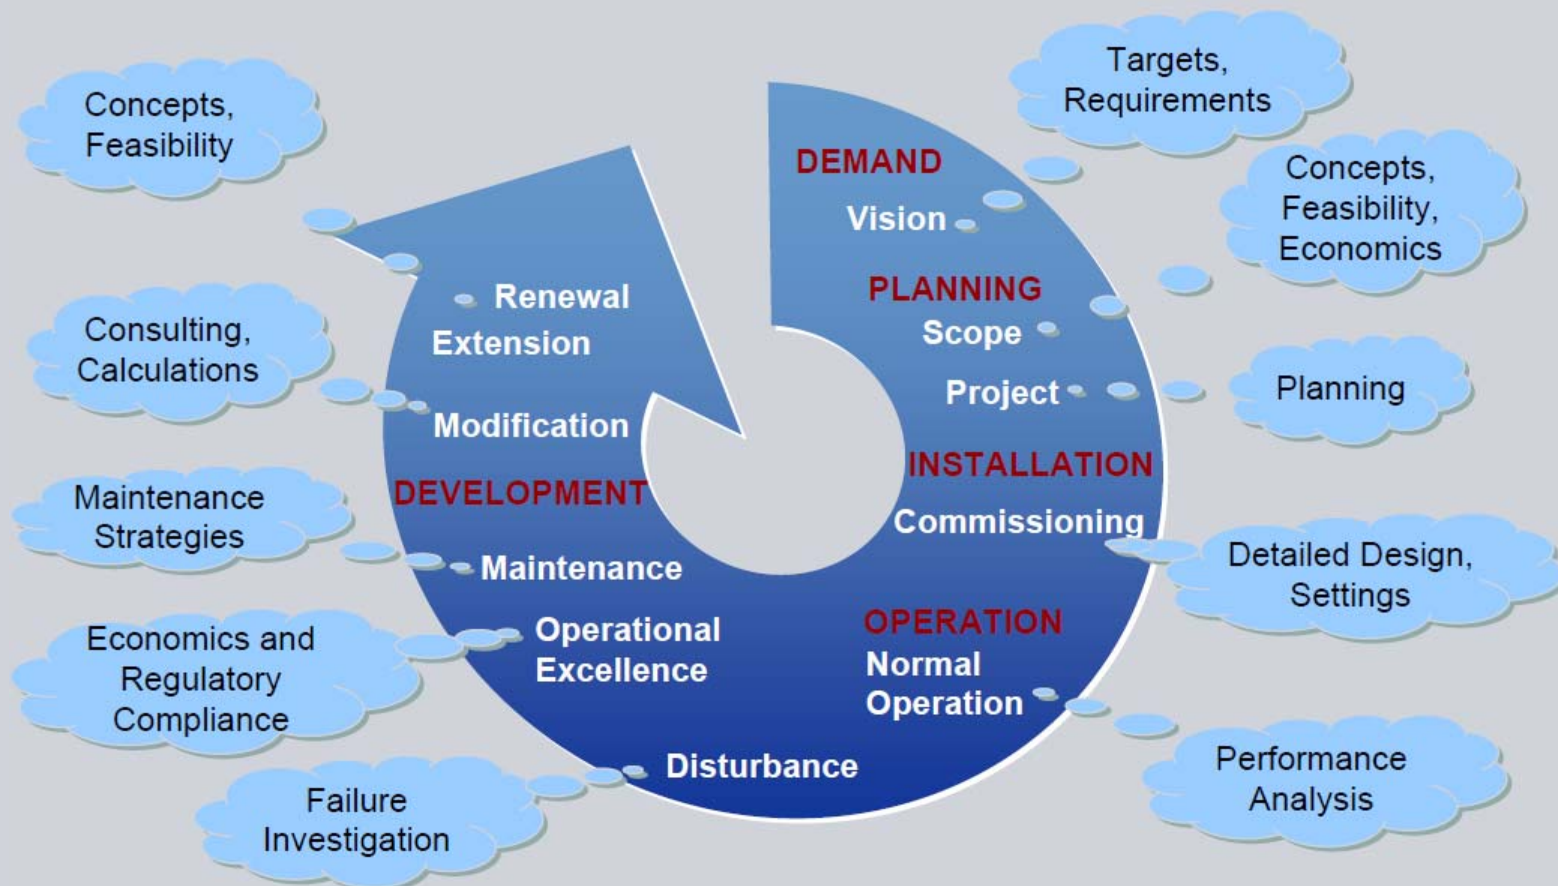 Targets,
Requirements
Concepts,
Feasibility
DEMAND
Vision
Concepts,
Feasibility,
Economics
PLANNING
Scope
Renewal
Extension
Consulting,
Calculations
Project
Planning
Modification
INSTALLATION
DEVELOPMENT
Maintenance
Strategies
Commissioning
Detailed Design,
Settings
Maintenance
OPERATION
Operational
Excellence
Economics and
Regulatory
Compliance
Normal
Operation
Disturbance
Performance
Analysis
Failure
Investigation